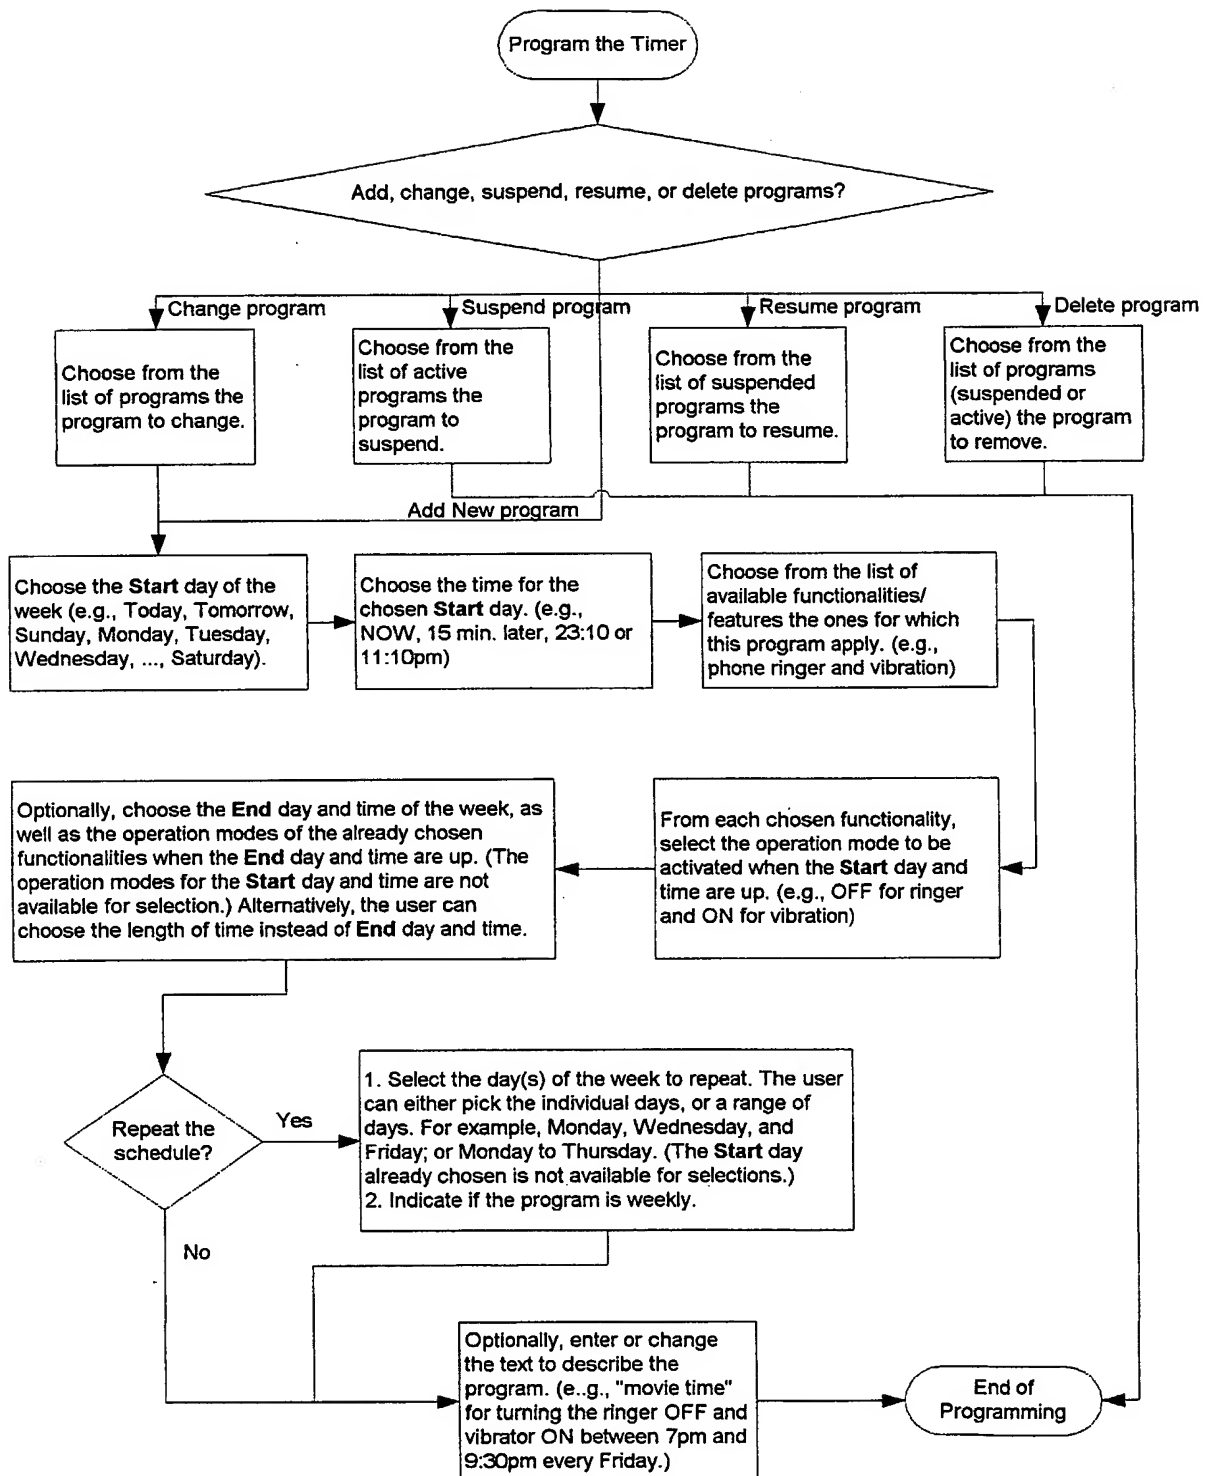 Program the Timer
Add, change, suspend, resume, or delete programs?
Change program
Suspend program
Resume program
Delete program
Choose from the
list of programs the
program to change.
Choose from the
list of active
programs the
program to
suspend.
Choose from the
list of suspended
programs the
program to resume.
Choose from the
list of programs
(suspended or
active) the program
to remove.
Add New program
Choose the Start day of the
week (e.g., Today, Tomorrow,
Sunday, Monday, Tuesday,
Wednesday, ..., Saturday).
Choose the time for the
chosen Start day. (e.g.,
NOW, 15 min. later, 23:10 or
11:10pm)
Choose from the list of
available functionalities/
features the ones for which
this program apply. (e.g.,
phone ringer and vibration)
Optionally, choose the End day and time of the week, as
well as the operation modes of the already chosen
functionalities when the End day and time are up. (The
operation modes for the Start day and time are not
available for selection.) Alternatively, the user can
choose the length of time instead of End day and time.
From each chosen functionality,
select the operation mode to be
activated when the Start day and
time are up. (e.g., OFF for ringer
and ON for vibration)
Repeat the
schedule?
Yes
1. Select the day(s) of the week to repeat. The user
can either pick the individual days, or a range of
days. For example, Monday, Wednesday, and
Friday; or Monday to Thursday. (The Start day
already chosen is not available for selections.)
2. Indicate if the program is weekly.
No
Optionally, enter or change
the text to describe the
program. (e..g., "movie time"
for turning the ringer OFF and
vibrator ON between 7pm and
9:30pm every Friday.)
End of
Programming